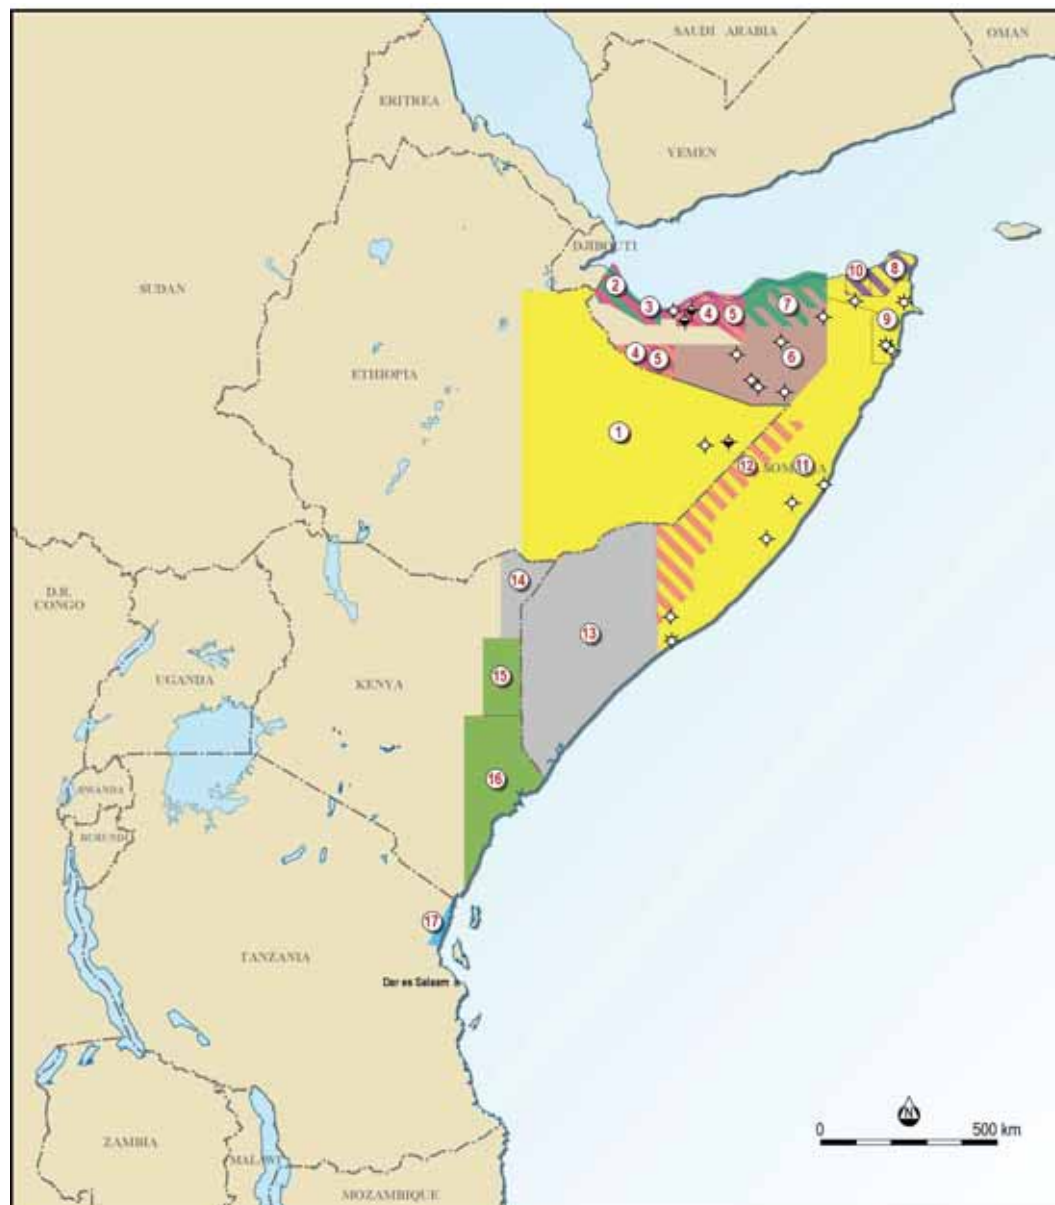 SAUDI ARABIA
OMAN
ERITREA
YEMEN
DJIBOUTI
SUDAN
2
3
4
5
7
10
8
9
4
5
6
ETHIOPIA
1
12
SOMALIA
11
14
13
D.R.
CONGO
UGANDA
KENYA
15
16
RWANDA
BURUNDI
17
TANZANIA
Dar es Salaam
N
0
500 km
ZAMBIA
MALAWI
MOZAMBIQUE